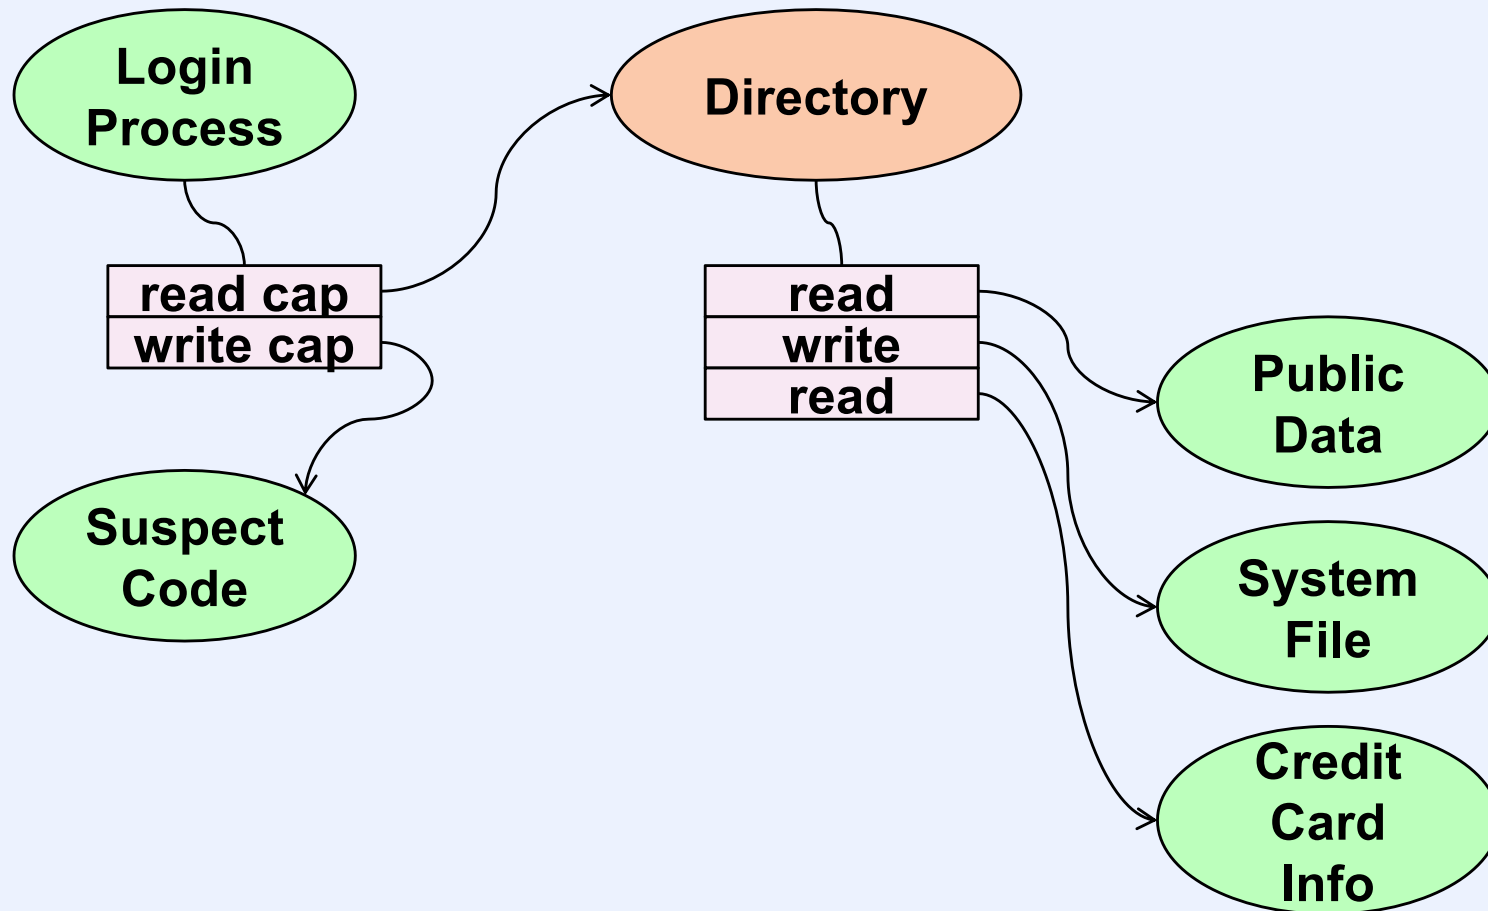 Login
Process
Directory
read cap
write cap
read
write
read
Public
Data
Suspect
Code
System
File
Credit
Card
Info